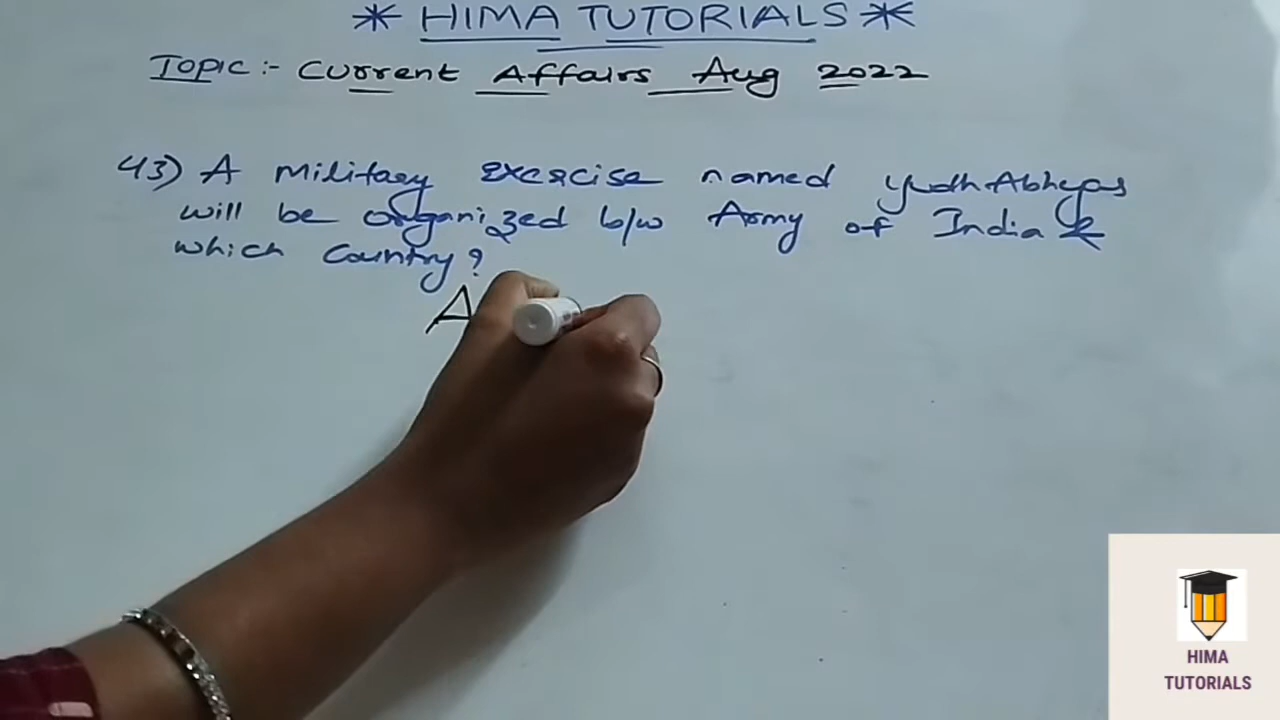 * HIMA TUTORIALS *
Topic:- Current Affairs Aug 2022
43) A military exercise named Yudh Abhyas
will be organized b/w Army of India &
which Country?
A
HIMA
TUTORIALS